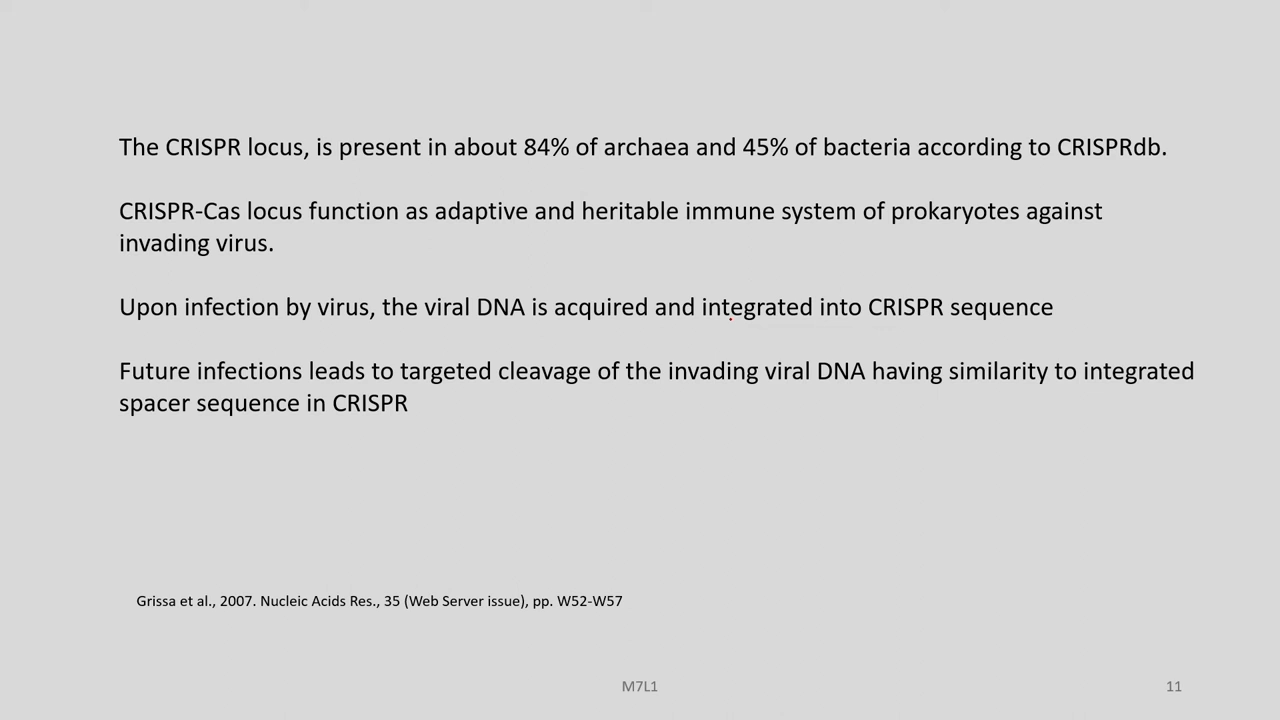 The CRISPR locus, is present in about 84% of archaea and 45% of bacteria according to CRISPRdb.
CRISPR-Cas locus function as adaptive and heritable immune system of prokaryotes against
invading virus.
Upon infection by virus, the viral DNA is acquired and integrated into CRISPR sequence
Future infections leads to targeted cleavage of the invading viral DNA having similarity to integrated
spacer sequence in CRISPR
Grissa et al., 2007. Nucleic Acids Res., 35 (Web Server issue), pp. W52-W57
M7L1
11